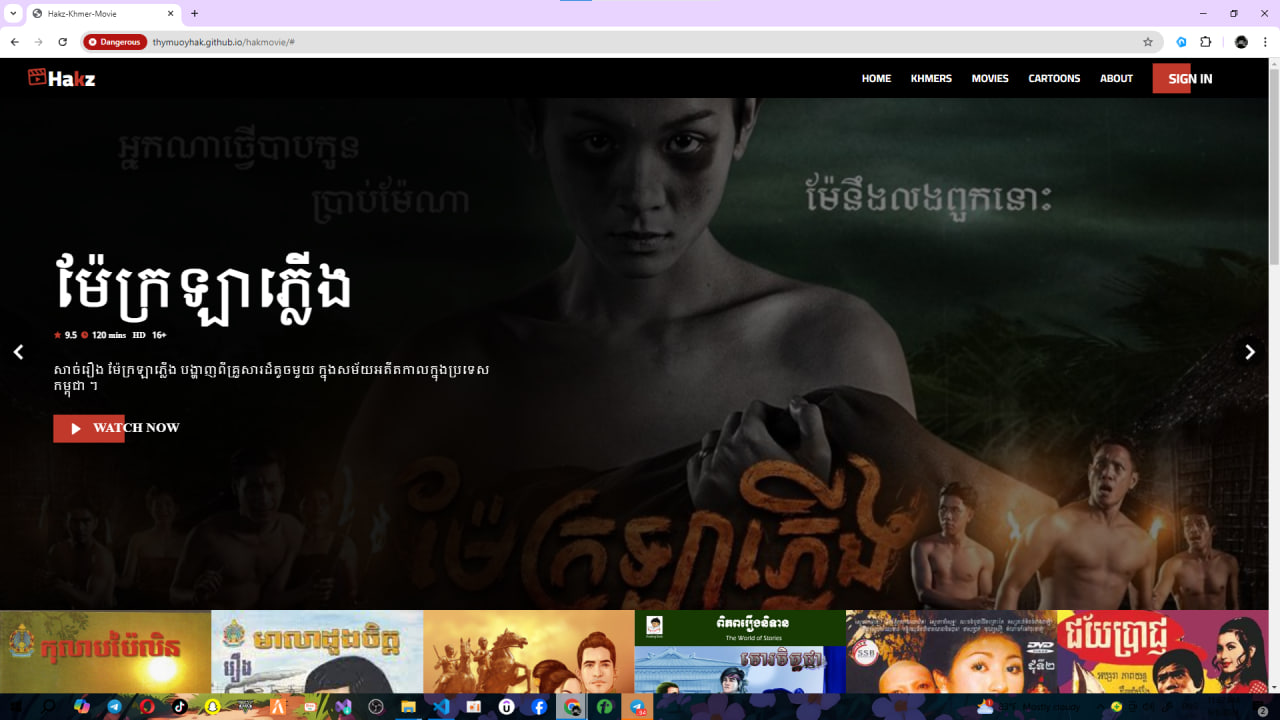 Hakz-Khmer-Movie
Dangerous
thymuoyhak.github.io/hakmovie/#
Hakz
HOME
KHMERS
MOVIES
CARTOONS
ABOUT
SIGN IN
អ្នកណាធ្វើបាបកូន
ប្រាប់ម៉ែណា
ម៉ែនឹងលងពួកនោះ
ម៉ែក្រឡាភ្លើង
9.5 120 mins HD 16+
សាច់រឿង ម៉ែក្រឡាភ្លើង បង្ហាញពីគ្រួសារដ៏តូចមួយ ក្នុងសម័យអតីតកាលក្នុងប្រទេស
កម្ពុជា ។
WATCH NOW
ម៉ែក្រឡាភ្លើង
កុលាបប៉ៃលិន
មាលាដួងចិត្ត
រឿង
ពិភពរឿងនិទាន
The World of Stories
ចោរចិត្តជា
SSB
DVD
ជ័យប្រាជ្ញ
33°F Mostly cloudy
ENG
2